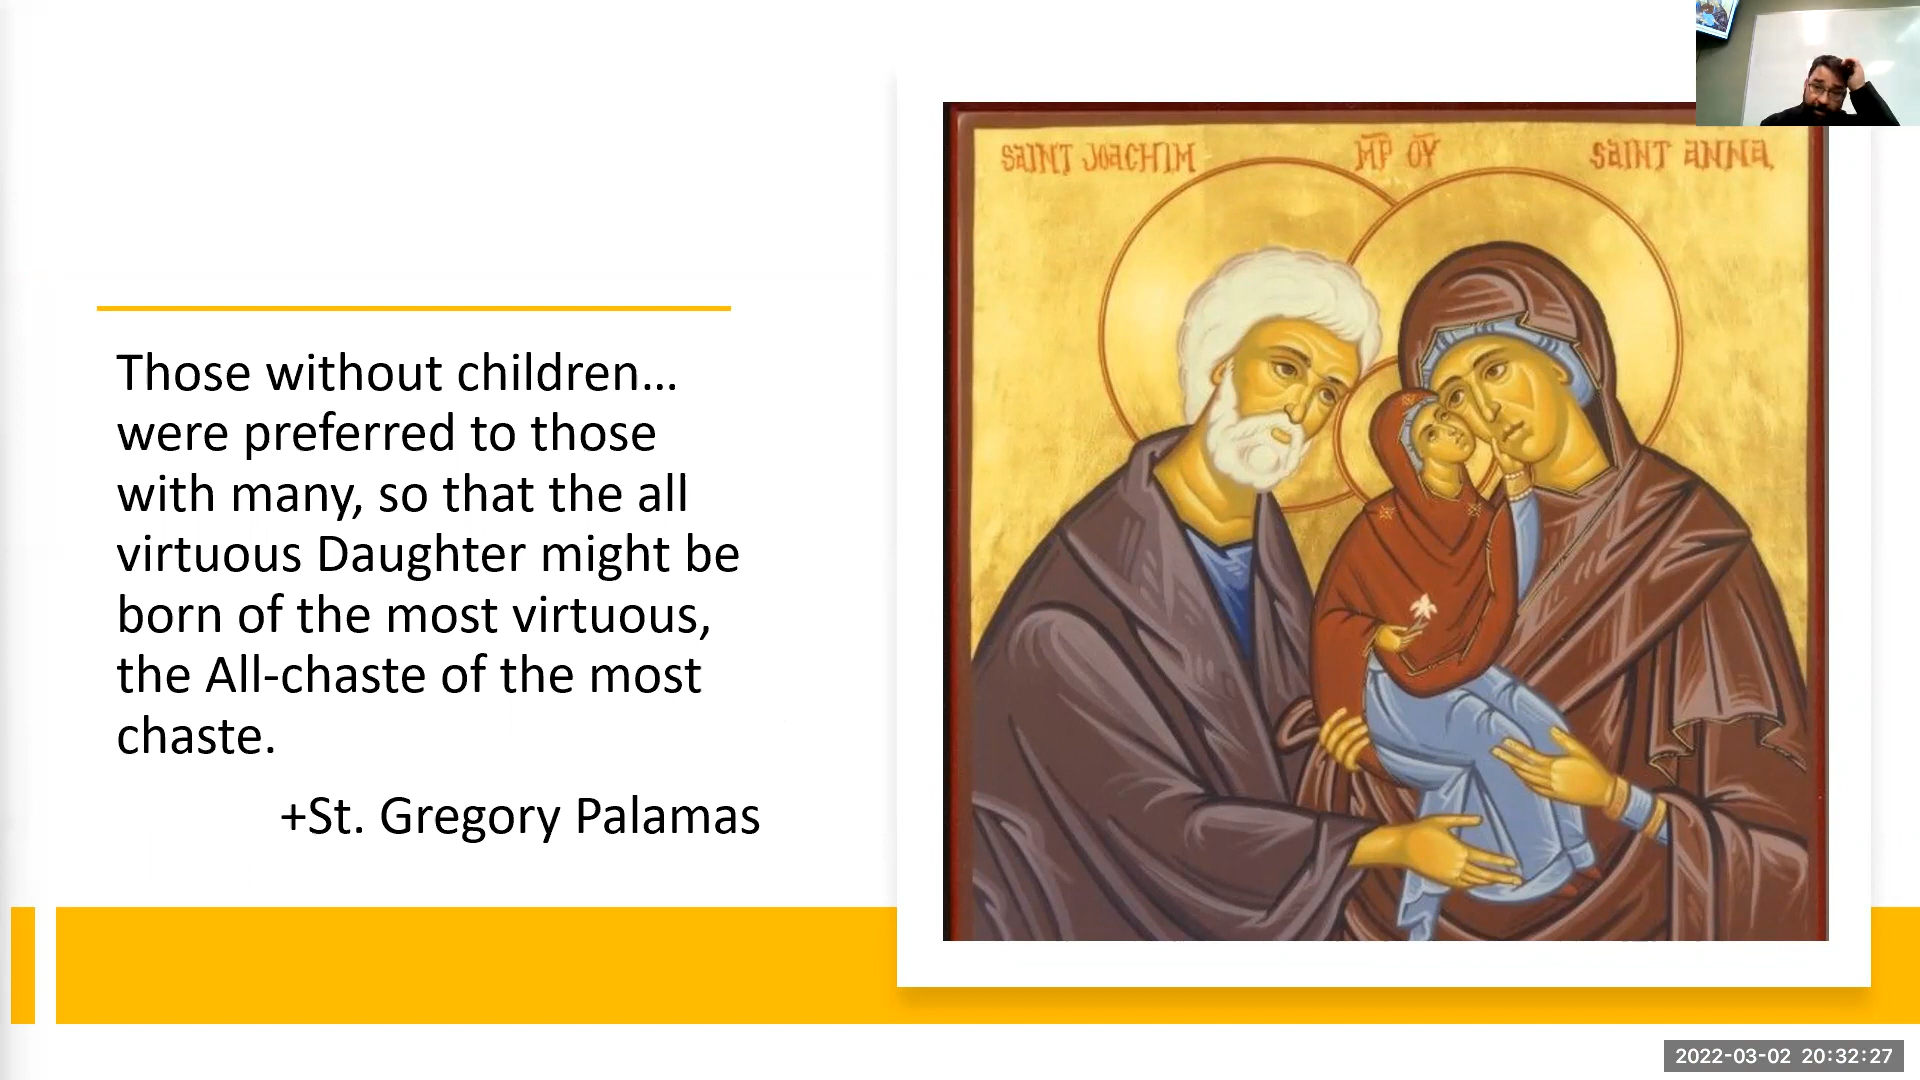 SAINT JOACHIM
ΜΡ ΟΥ
SAINT ANNA
Those without children…
were preferred to those
with many, so that the all
virtuous Daughter might be
born of the most virtuous,
the All-chaste of the most
chaste.
+St. Gregory Palamas
2022-03-02 20:32:27